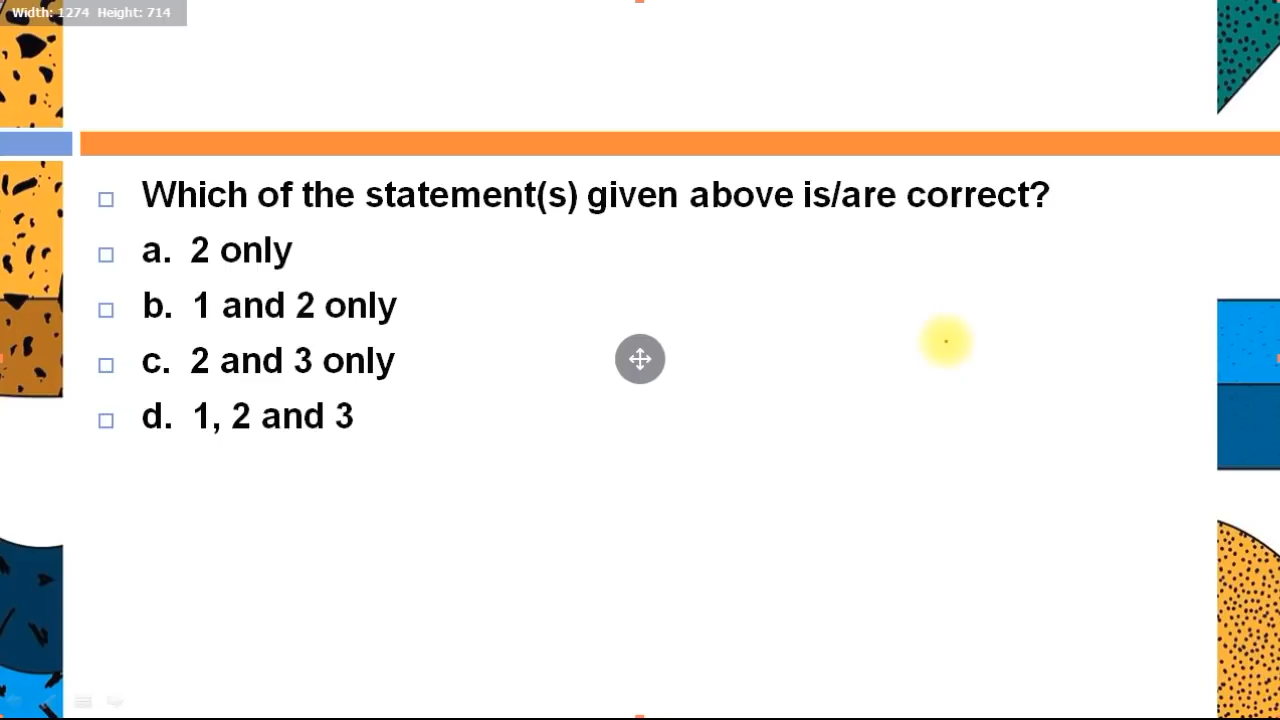 Width: 1274 Height: 714
Which of the statement(s) given above is/are correct?
a. 2 only
b. 1 and 2 only
c. 2 and 3 only
d. 1, 2 and 3